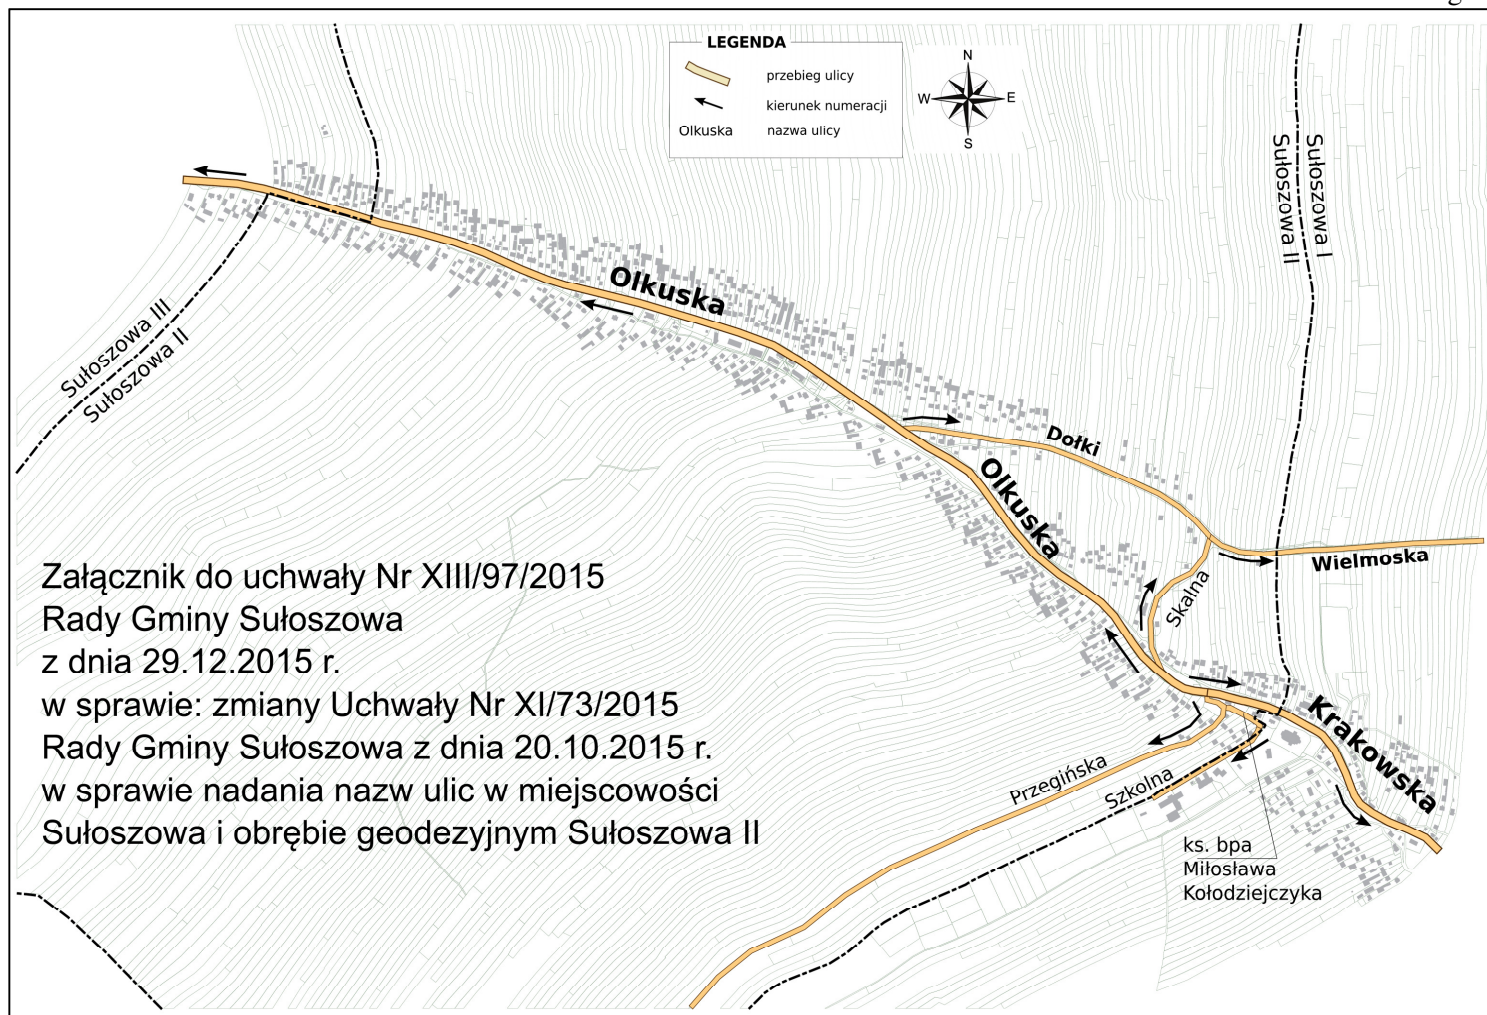 LEGENDA
przebieg ulicy
kierunek numeracji
Olkuska nazwa ulicy
N
W E
S
Sułoszowa II
Sułoszowa I
Olkuska
Sułoszowa III
Sułoszowa II
Dołki
Olkuska
Wielmoska
Skalna
Krakowska
Przegińska
Szkolna
ks. bpa
Miłosława
Kołodziejczyka
Załącznik do uchwały Nr XIII/97/2015
Rady Gminy Sułoszowa
z dnia 29.12.2015 r.
w sprawie: zmiany Uchwały Nr XI/73/2015
Rady Gminy Sułoszowa z dnia 20.10.2015 r.
w sprawie nadania nazw ulic w miejscowości
Sułoszowa i obrębie geodezyjnym Sułoszowa II